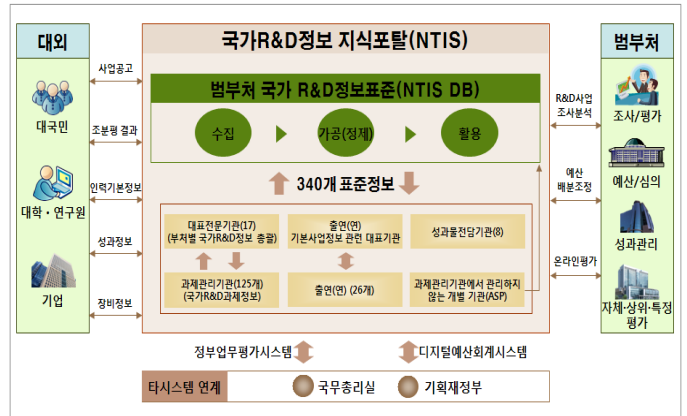 대외
국가R&D정보 지식포탈(NTIS)
범부처
사업공고
대국민
조분평 결과
인력기본정보
대학·연구원
성과정보
기업
장비정보
범부처 국가 R&D정보표준(NTIS DB)
수집
가공(정제)
활용
340개 표준정보
대표전문기관(17)
(부처별 국가R&D정보 총괄)
출연(연)
기본사업정보 관련 대표기관
성과물전담기관(8)
과제관리기관(125개)
(국가R&D과제정보)
출연(연) (26개)
과제관리기관에서 관리하지
않는 개별 기관(ASP)
R&D사업
조사분석
조사/평가
예산
배분조정
예산/심의
성과관리
온라인평가
자체·상위·특정
평가
정부업무평가시스템
디지털예산회계시스템
타시스템 연계
국무총리실
기획재정부